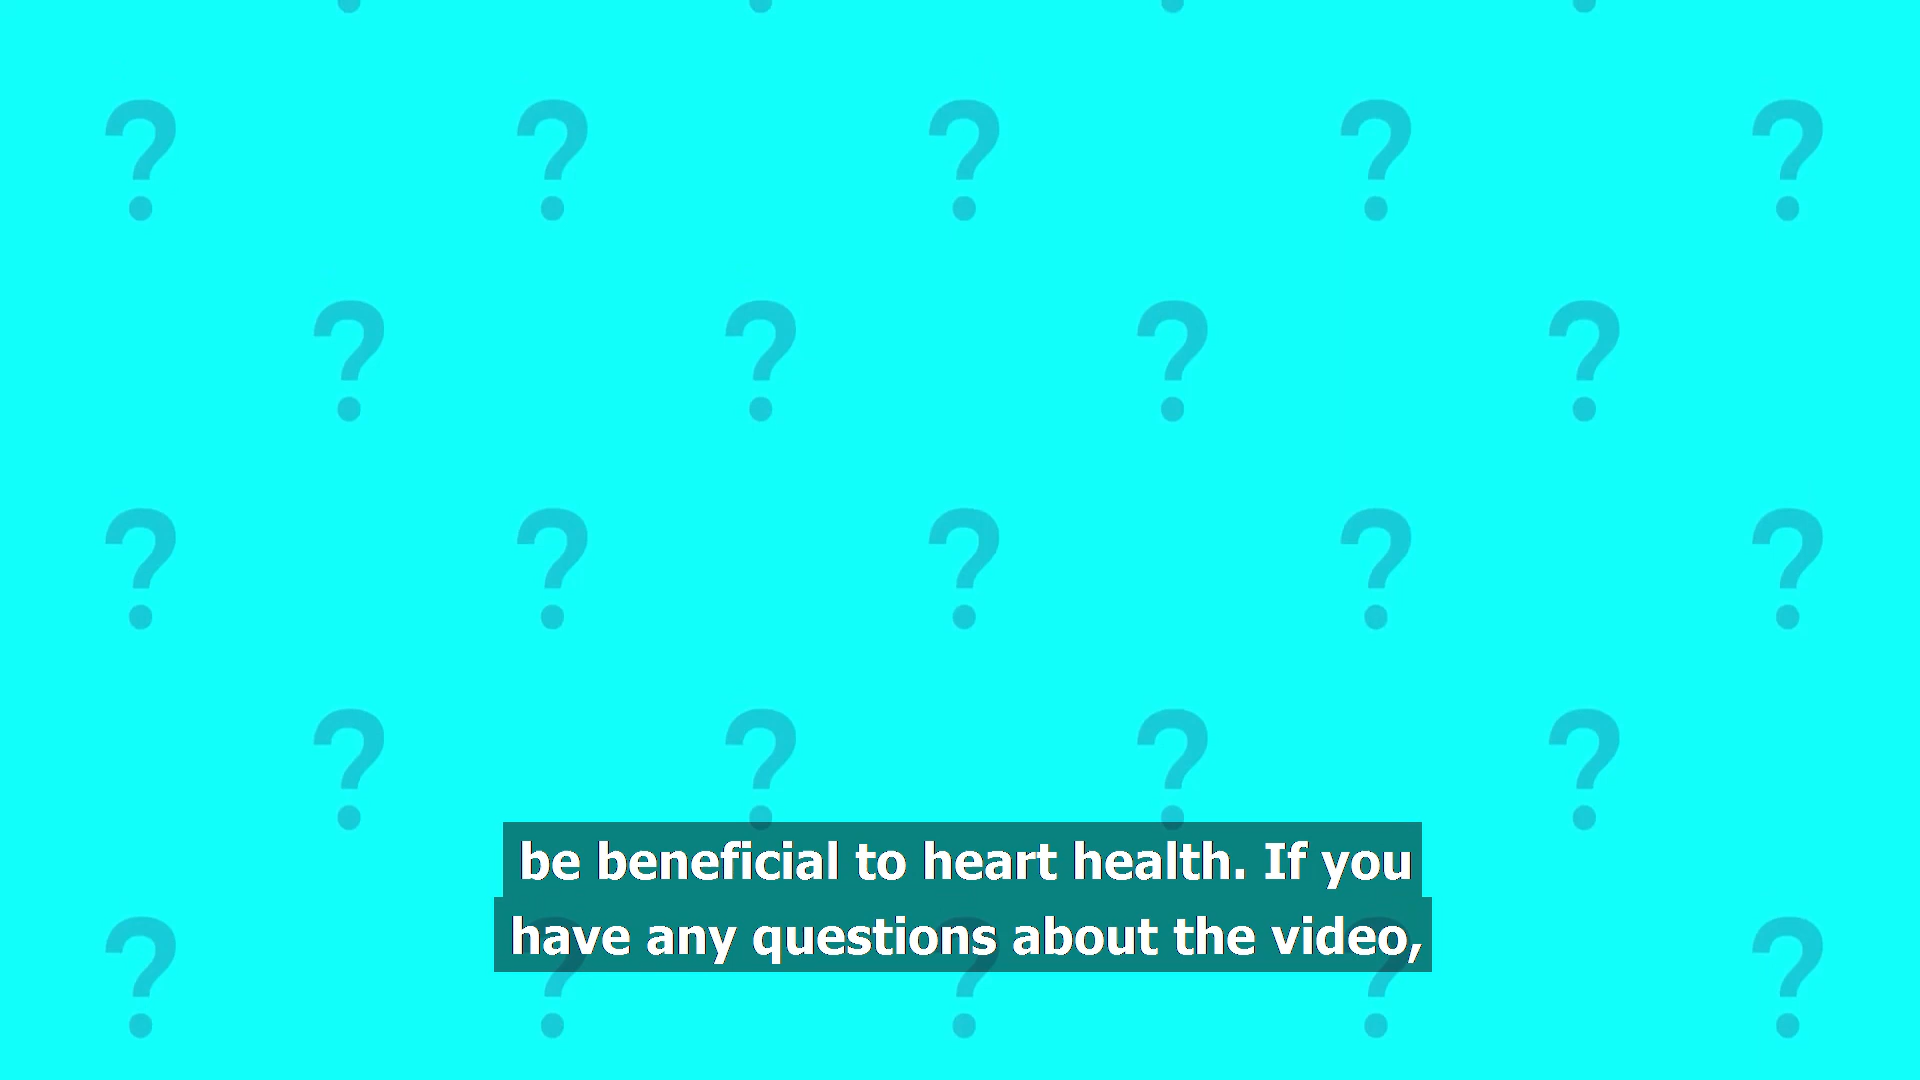 be beneficial to heart health. If you
have any questions about the video,